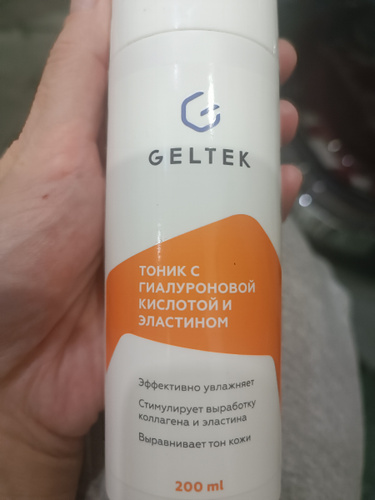 GELTEK
ТОНИК С
ГИАЛУРОНОВОЙ
КИСЛОТОЙ И
ЭЛАСТИНОМ
Эффективно увлажняет
Стимулирует выработку
коллагена и эластина
Выравнивает тон кожи
200 ml